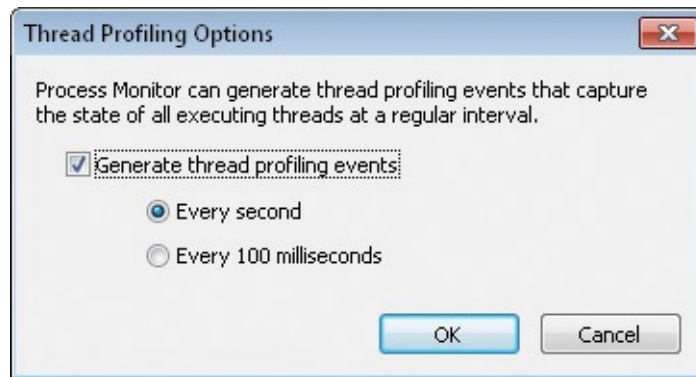 Thread Profiling Options
Process Monitor can generate thread profiling events that capture
the state of all executing threads at a regular interval.
Generate thread profiling events
Every second
Every 100 milliseconds
OK Cancel